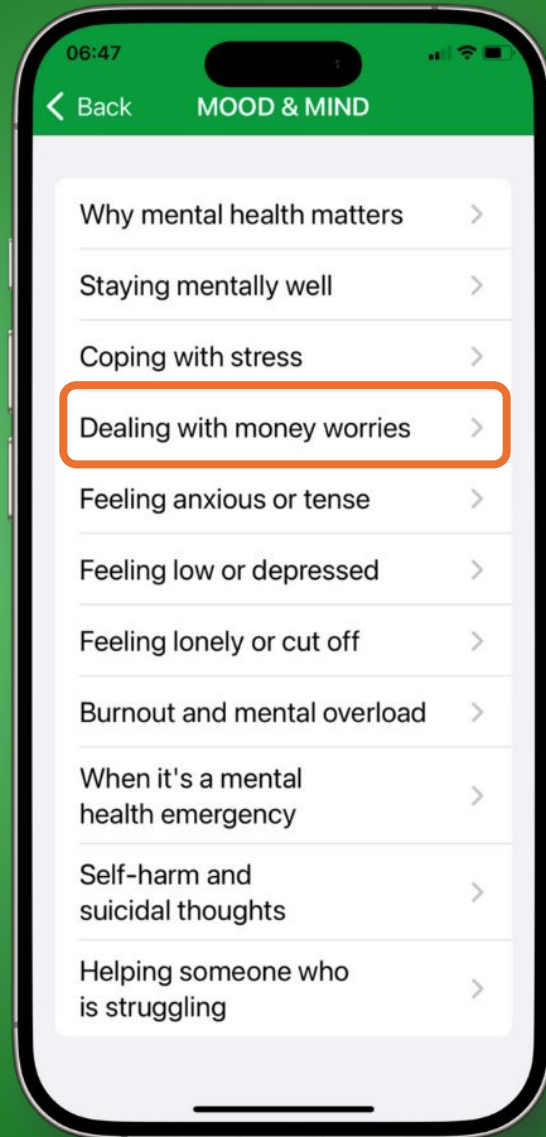 06:47
Back MOOD & MIND
Why mental health matters
Staying mentally well
Coping with stress
Dealing with money worries
Feeling anxious or tense
Feeling low or depressed
Feeling lonely or cut off
Burnout and mental overload
When it's a mental
health emergency
Self-harm and
suicidal thoughts
Helping someone who
is struggling